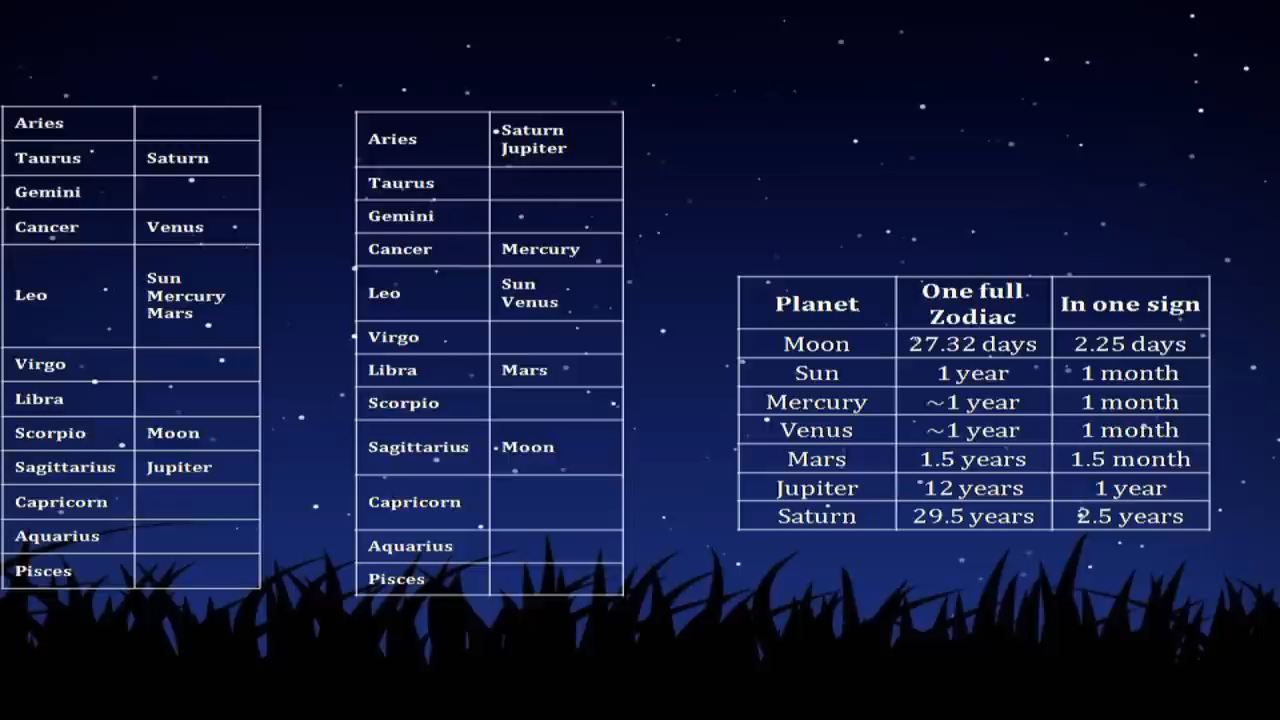 Aries
Taurus Saturn
Gemini
Cancer Venus
Leo Sun
Mercury
Mars
Virgo
Libra
Scorpio Moon
Sagittarius Jupiter
Capricorn
Aquarius
Pisces
Aries Saturn
Jupiter
Taurus
Gemini
Cancer Mercury
Leo Sun
Venus
Virgo
Libra Mars
Scorpio
Sagittarius Moon
Capricorn
Aquarius
Pisces
Planet One full Zodiac In one sign
Moon 27.32 days 2.25 days
Sun 1 year 1 month
Mercury ~1 year 1 month
Venus ~1 year 1 month
Mars 1.5 years 1.5 month
Jupiter 12 years 1 year
Saturn 29.5 years 2.5 years